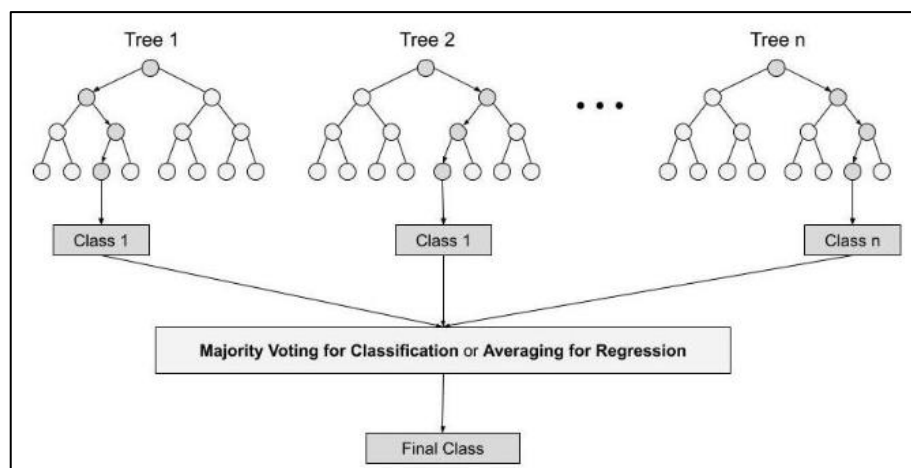 Tree 1
Tree 2
Tree n
Class 1
Class 1
Class n
Majority Voting for Classification or Averaging for Regression
Final Class